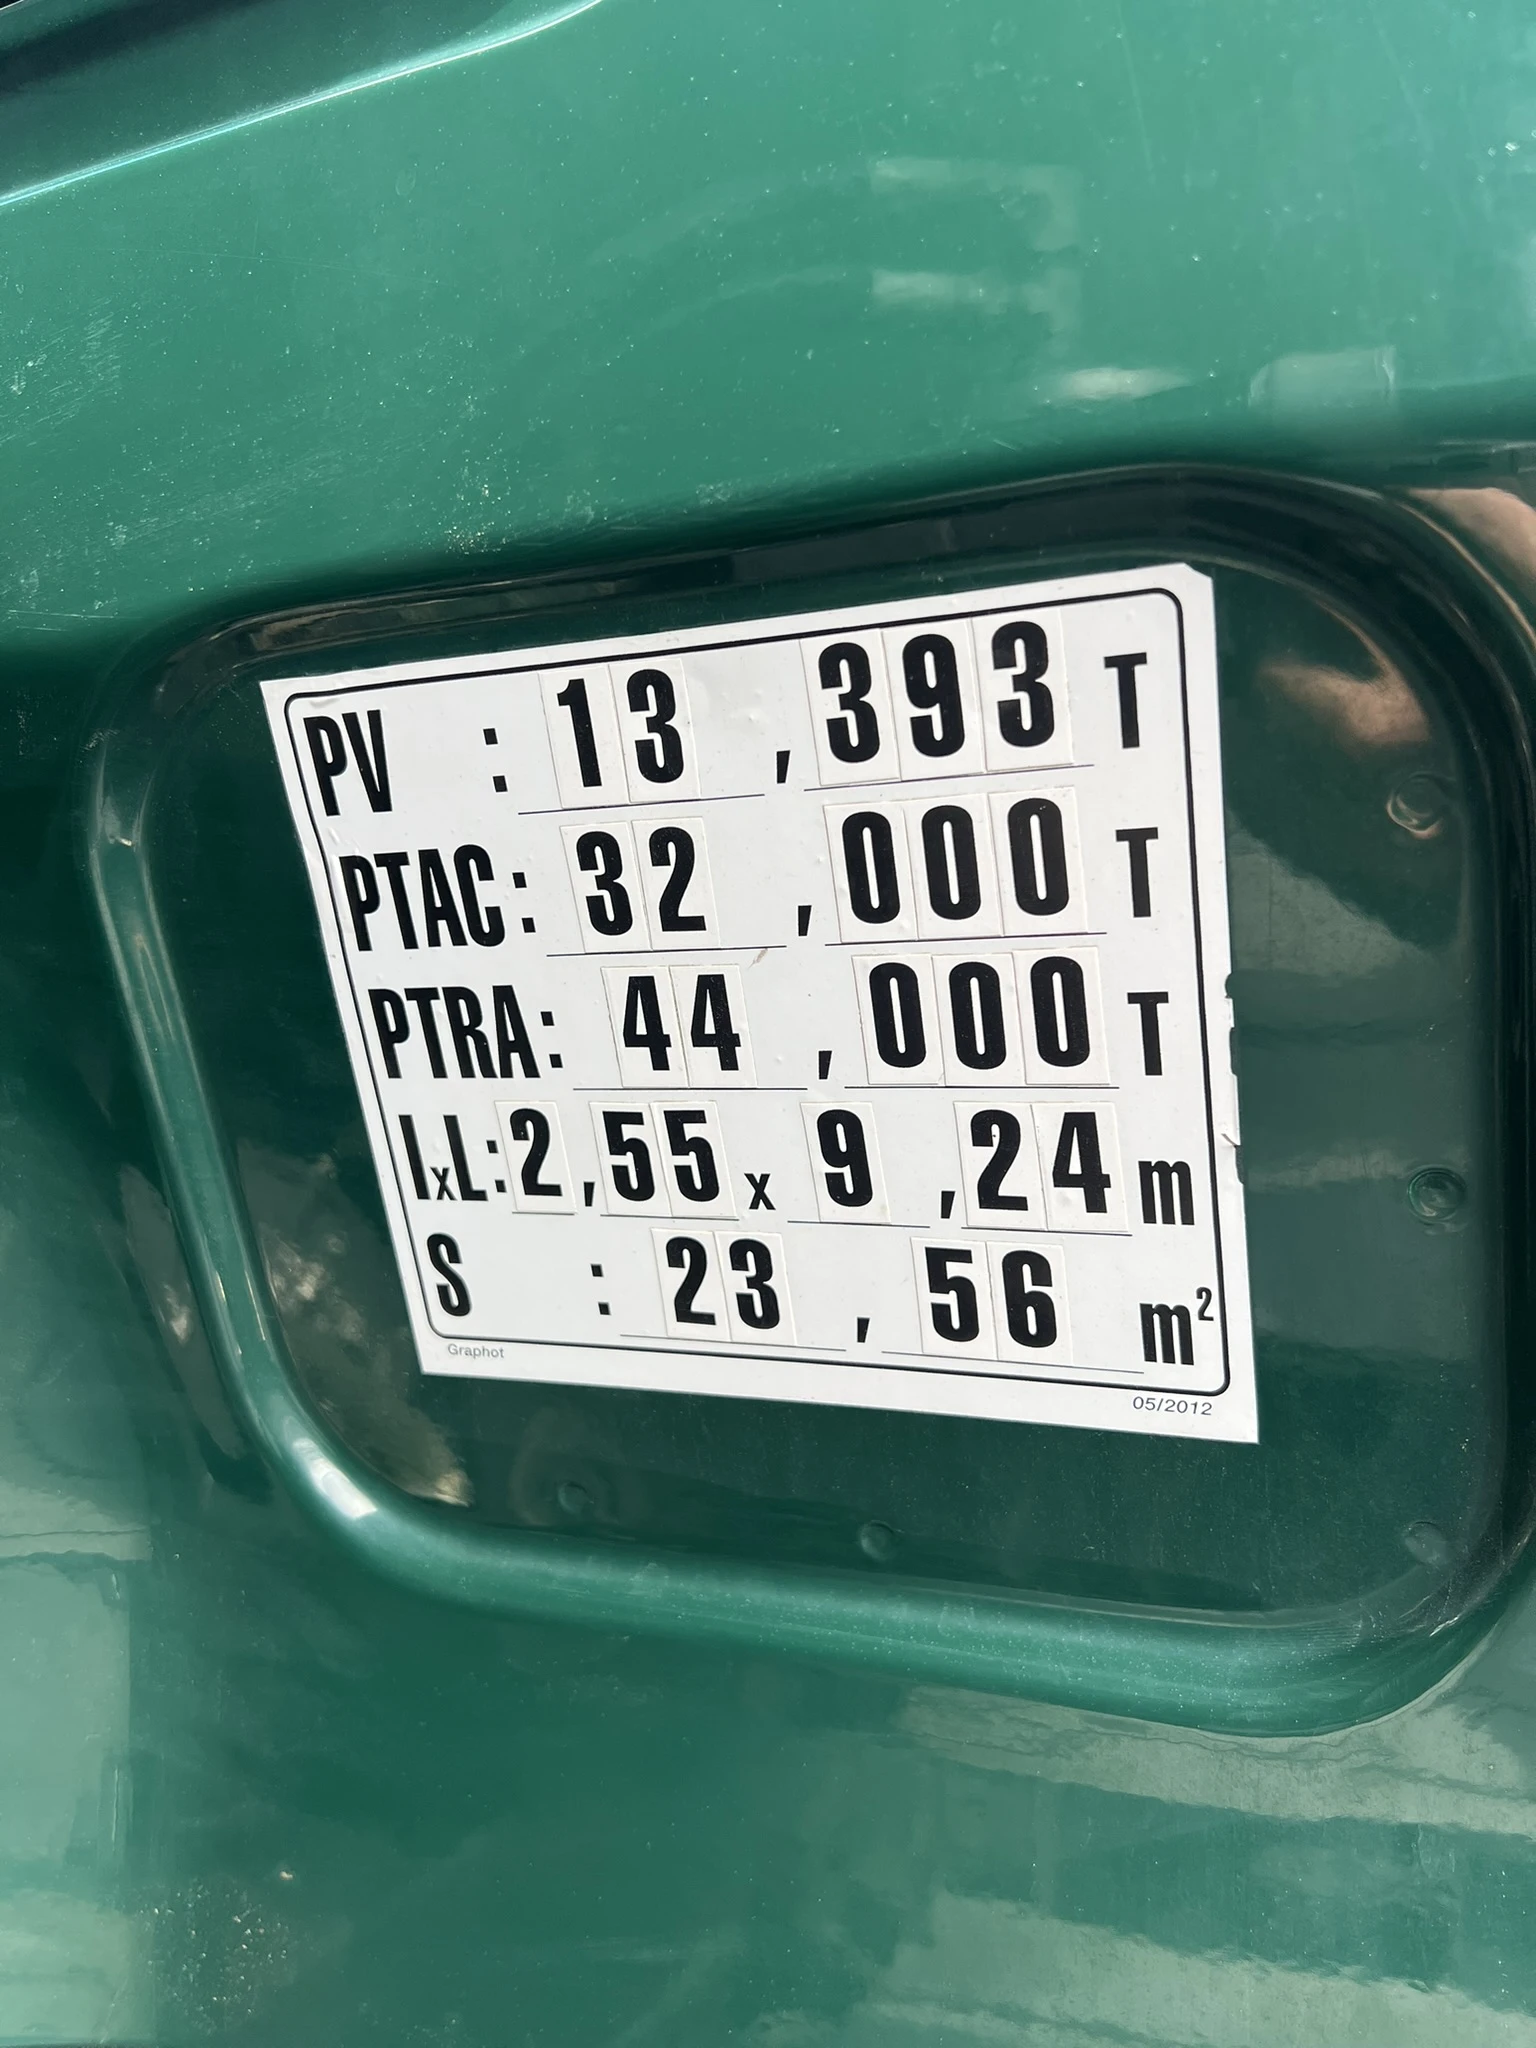 PV : 13,393 T
PTAC: 32,000 T
PTRA: 44,000 T
lxL: 2,55 x 9,24 m
S : 23,56 m²
Graphot
05/2012